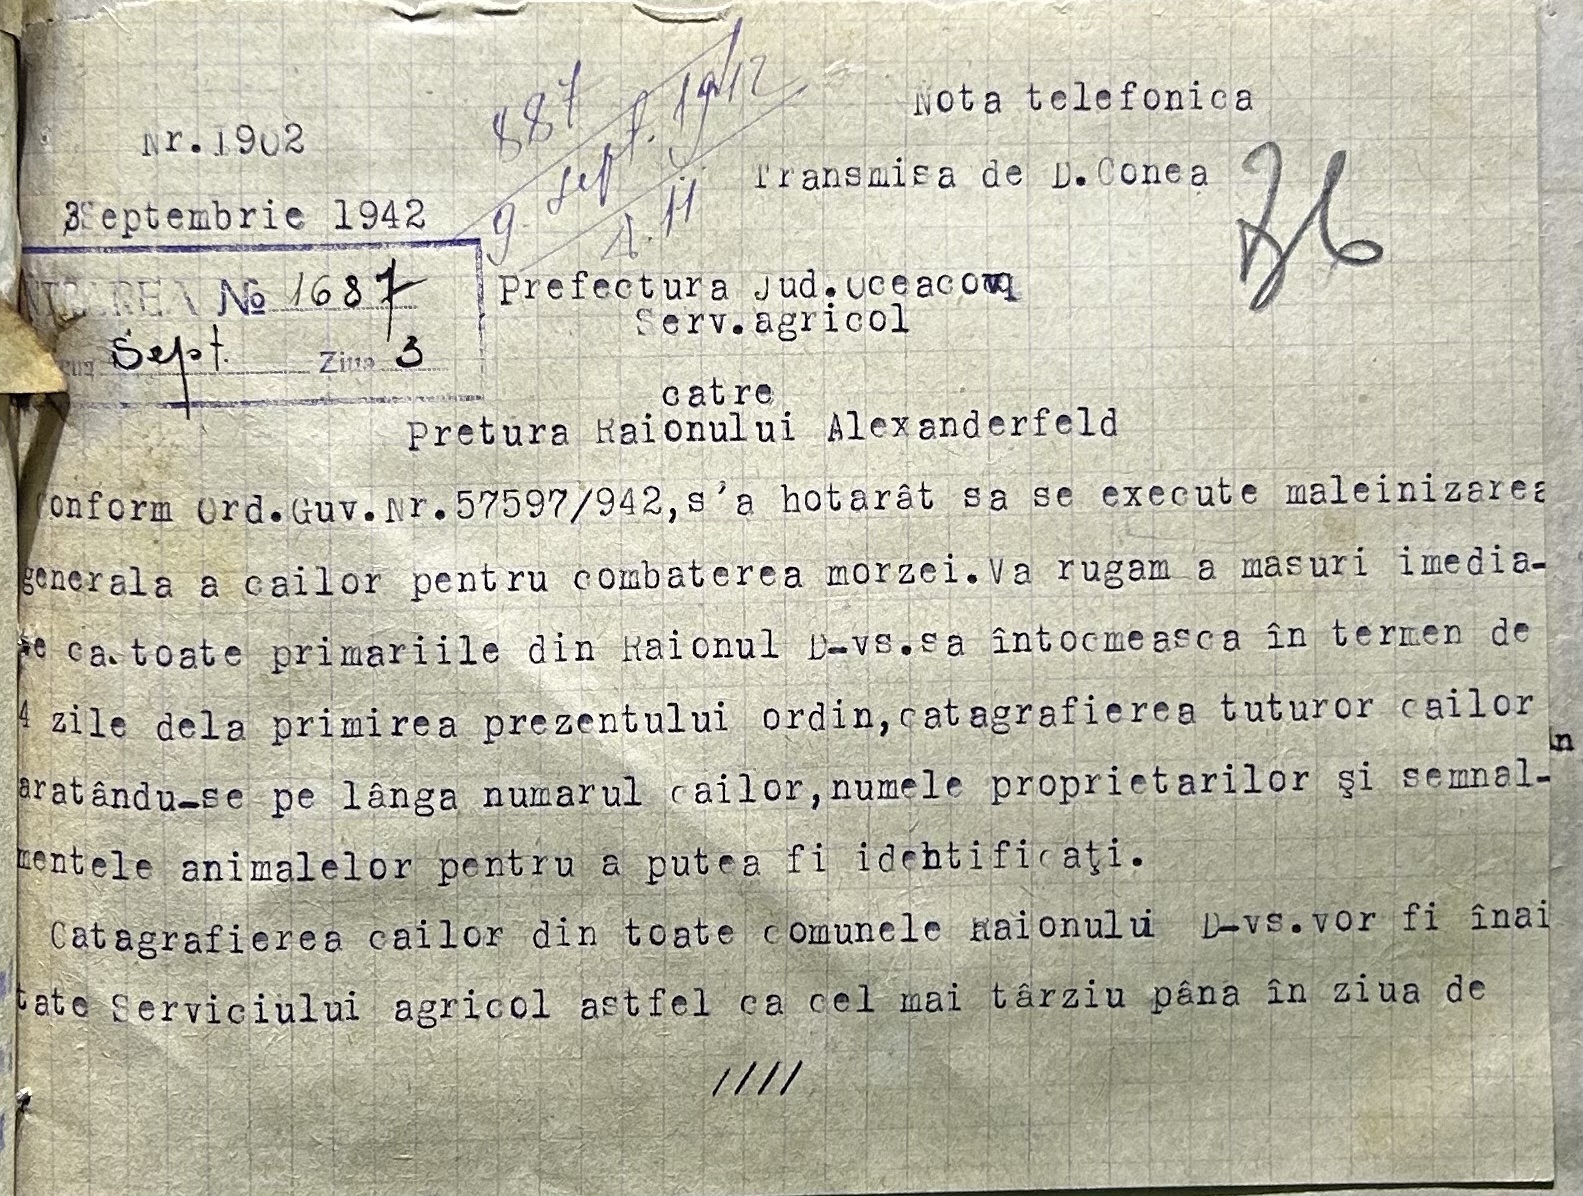 887
9. sept. 1942
Nota telefonica
Nr.1902
Transmisa de D.Conea
3Septembrie 1942
№ 1687
Sept. Ziua 3
Prefectura Jud.Oceacov
Serv.agricol
catre
Pretura Raionului Alexanderfeld
Conform Ord.Guv.Nr.57597/942,s'a hotarât sa se execute maleinizarea
generala a cailor pentru combaterea morzei.Va rugam a masuri imedia-
te ca toate primariile din Raionul D-vs.sa întocmeasca în termen de
4 zile dela primirea prezentului ordin,catagrafierea tuturor cailor
aratându-se pe lânga numarul cailor,numele proprietarilor şi semnal-
mentele animalelor pentru a putea fi identificaţi.
Catagrafierea cailor din toate comunele Raionului D-vs.vor fi înai
tate Serviciului agricol astfel ca cel mai târziu pâna în ziua de
////